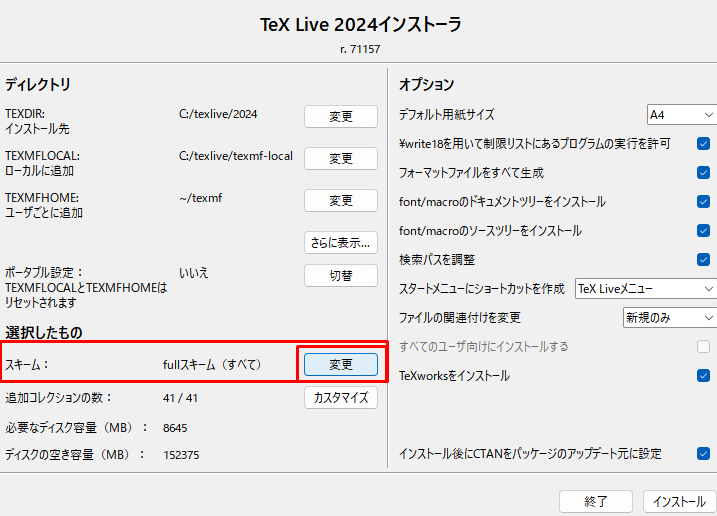 TeX Live 2024インストーラ
r. 71157
ディレクトリ
TEXDIR:
インストール先
C:/texlive/2024
変更
TEXMFLOCAL:
ローカルに追加
C:/texlive/texmf-local
変更
TEXMFHOME:
ユーザごとに追加
~/texmf
変更
さらに表示...
ポータブル設定：
TEXMFLOCALとTEXMFHOMEは
リセットされます
いいえ
切替
選択したもの
スキーム：
fullスキーム（すべて）
変更
追加コレクションの数：
41 / 41
カスタマイズ
必要なディスク容量（MB）：
8645
ディスクの空き容量（MB）：
152375
オプション
デフォルト用紙サイズ
A4
¥write18を用いて制限リストにあるプログラムの実行を許可
フォーマットファイルをすべて生成
font/macroのドキュメントツリーをインストール
font/macroのソースツリーをインストール
検索パスを調整
スタートメニューにショートカットを作成
TeX Liveメニュー
ファイルの関連付けを変更
新規のみ
すべてのユーザ向けにインストールする
TeXworksをインストール
インストール後にCTANをパッケージのアップデート元に設定
終了
インストール